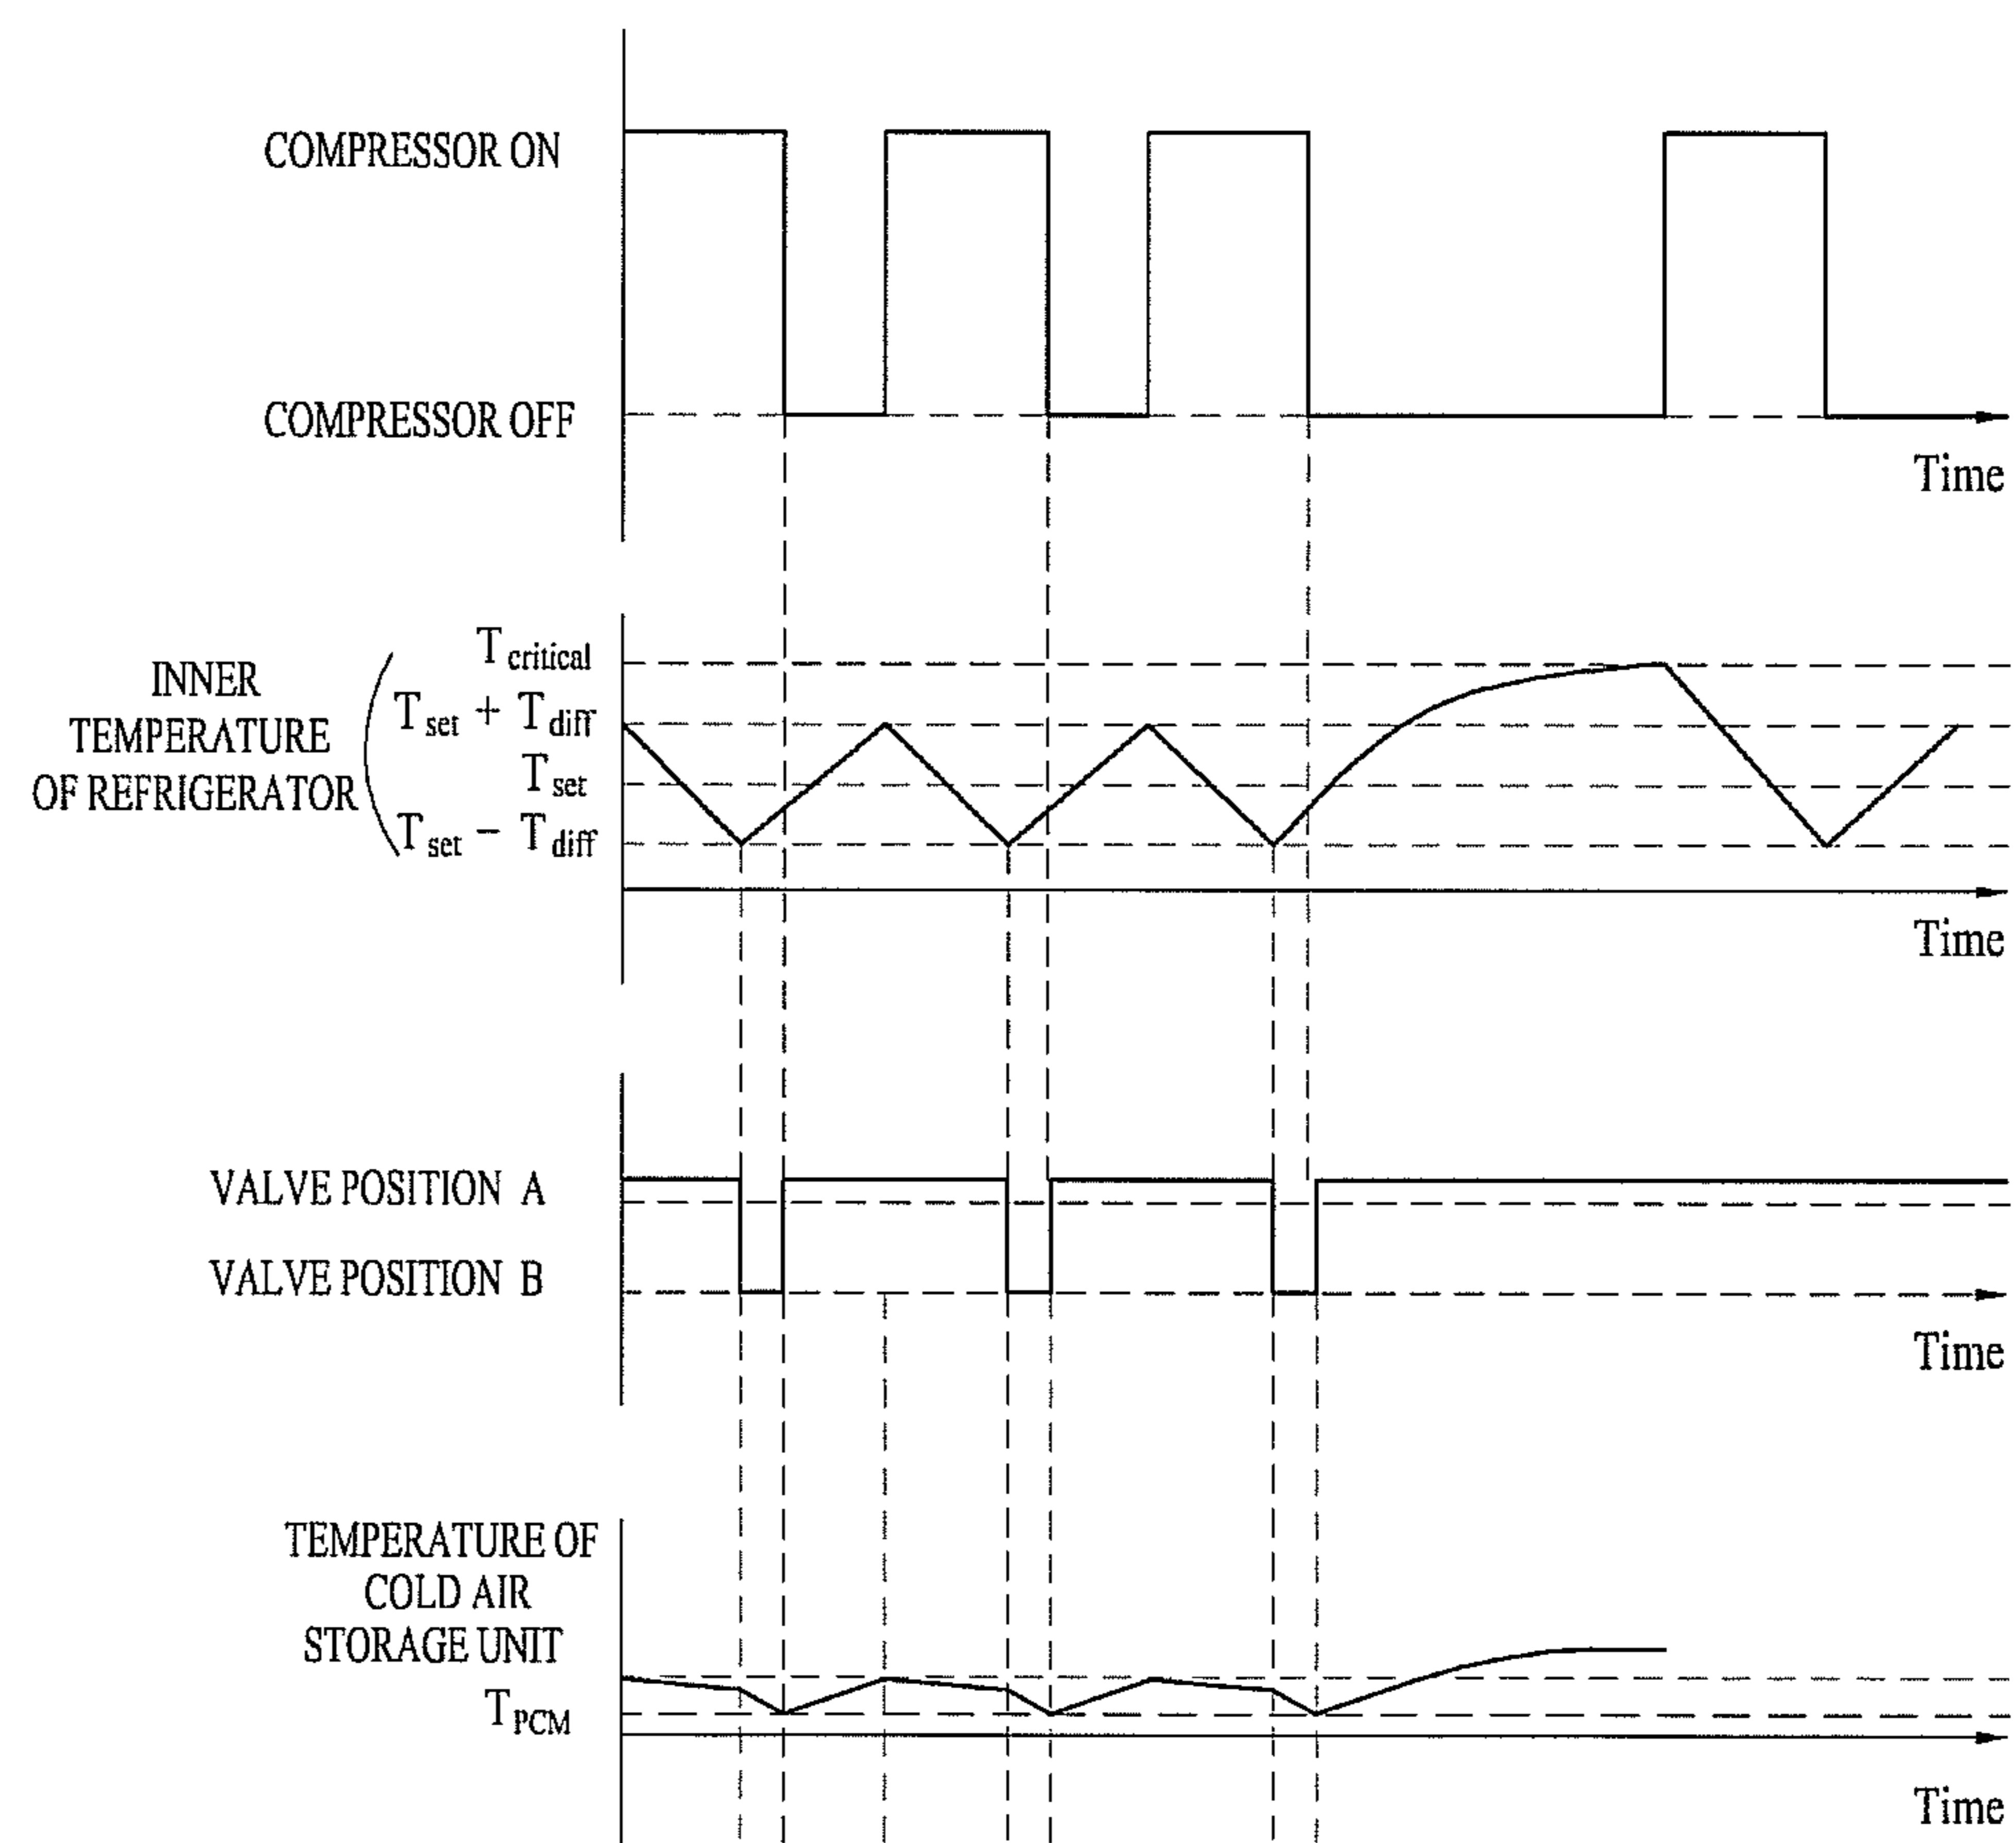 COMPRESSOR ON
COMPRESSOR OFF
Time
INNER
TEMPERATURE
OF REFRIGERATOR
T critical
T set + T diff
T set
T set − T diff
Time
VALVE POSITION A
VALVE POSITION B
Time
TEMPERATURE OF
COLD AIR
STORAGE UNIT
T PCM
Time